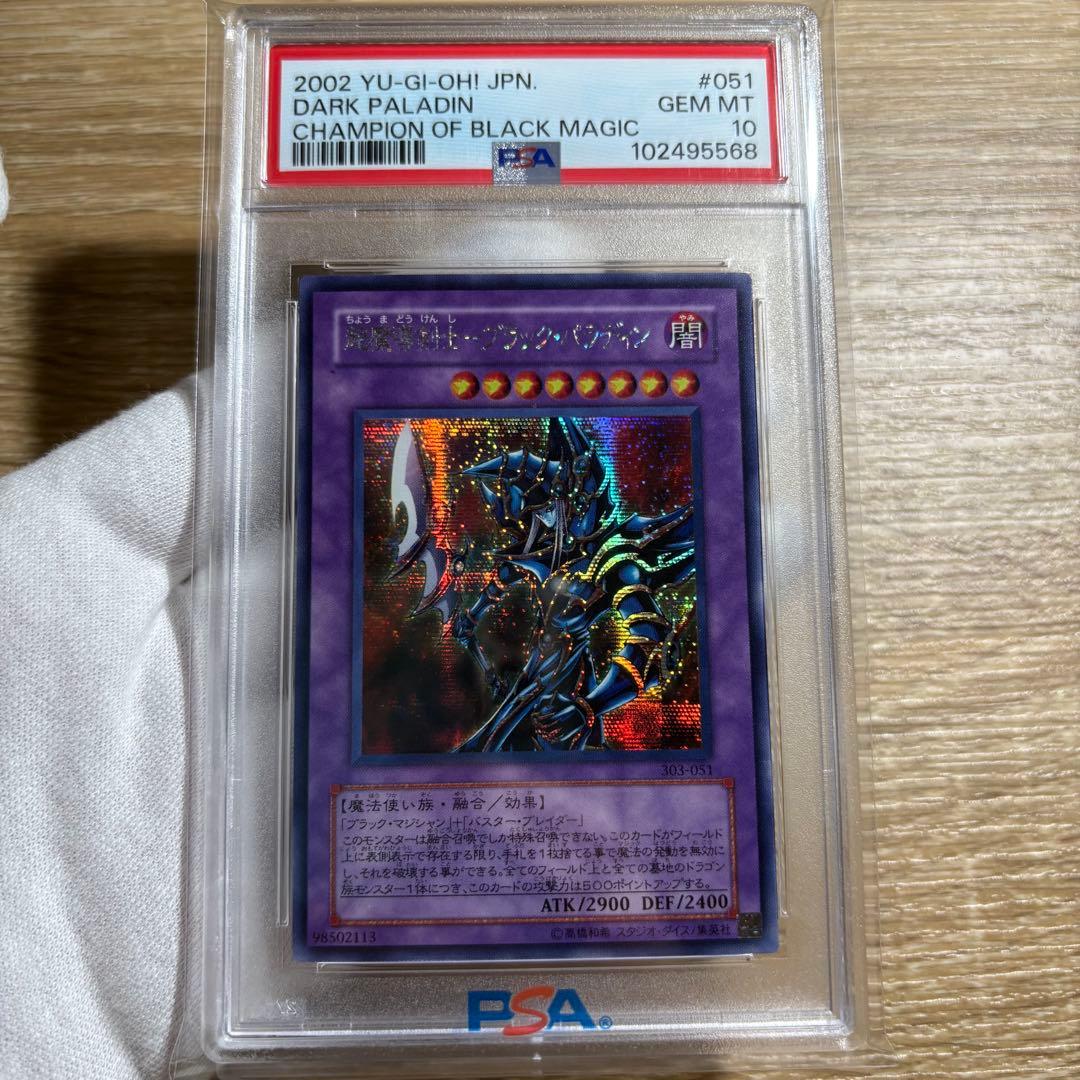 2002 YU-GI-OH! JPN. #051
DARK PALADIN GEM MT
CHAMPION OF BLACK MAGIC 10
PSA 102495568
ちょう ま どう けん し
超魔導剣士-ブラック・パラディン
やみ
闇
303-051
【魔法使い族・融合/効果】
「ブラック・マジシャン」+「バスター・ブレイダー」
このモンスターは融合召喚でしか特殊召喚できない。このカードがフィールド
上に表側表示で存在する限り、手札を1枚捨てる事で魔法の発動を無効に
し、それを破壊する事ができる。全てのフィールド上と全ての墓地のドラゴン
族モンスター1体につき、このカードの攻撃力は500ポイントアップする。
ATK/2900 DEF/2400
98502113 ©高橋和希 スタジオ・ダイス/集英社
PSA®